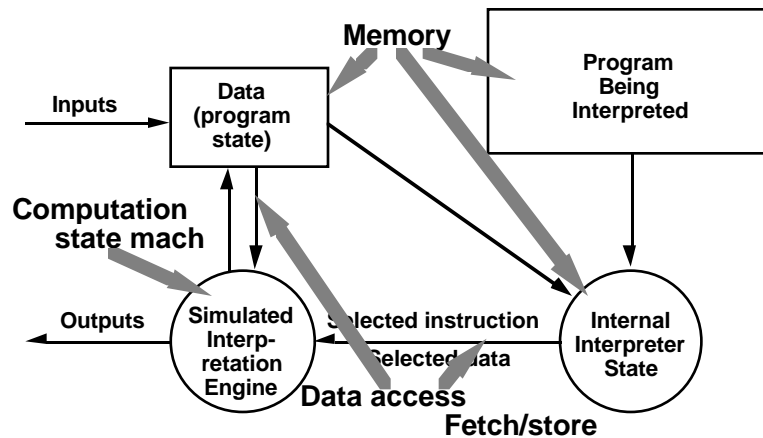 Memory
Program
Being
Interpreted
Data
(program
state)
Inputs
Computation
state mach
Outputs
Simulated
Interp-
retation
Engine
Selected instruction
Selected data
Internal
Interpreter
State
Data access
Fetch/store